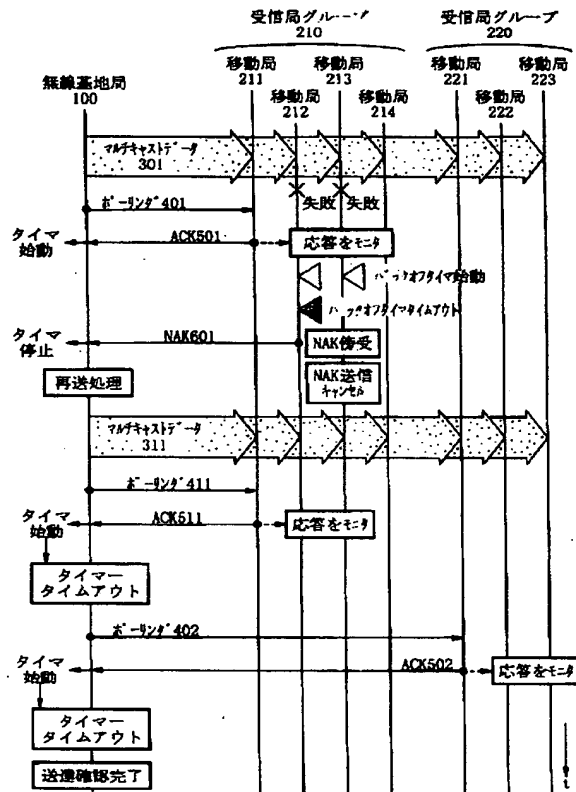 受信局グループ
210
受信局グループ
220
無線基地局
100
移動局
211
移動局
212
移動局
213
移動局
214
移動局
221
移動局
222
移動局
223
マルチキャストデータ
301
失敗
失敗
ポーリング401
タイマ
始動
ACK501
応答をモニタ
バックオフタイマ始動
バックオフタイマタイムアウト
タイマ
停止
NAK601
NAK傍受
再送処理
NAK送信
キャンセル
マルチキャストデータ
311
ポーリング411
タイマ
始動
ACK511
応答をモニタ
タイマー
タイムアウト
ポーリング402
タイマ
始動
ACK502
応答をモニタ
タイマー
タイムアウト
送達確認完了
t